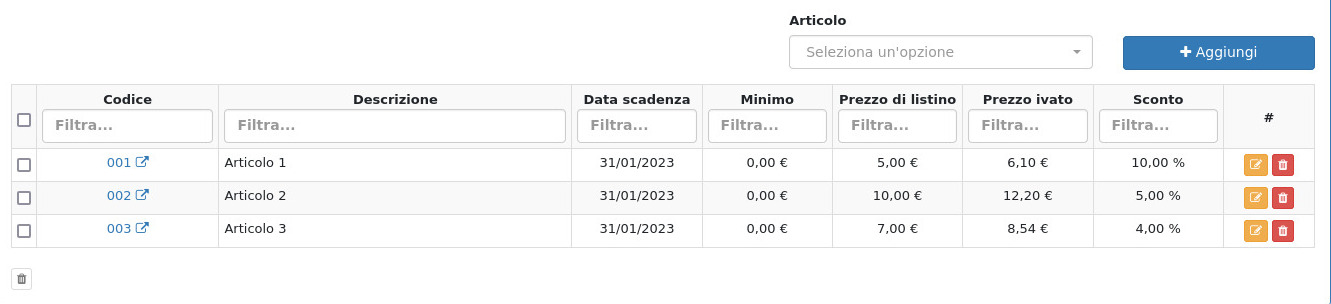 Articolo
Seleziona un'opzione
Aggiungi
Codice Descrizione Data scadenza Minimo Prezzo di listino Prezzo ivato Sconto #
Filtra... Filtra... Filtra... Filtra... Filtra... Filtra... Filtra...
001 Articolo 1 31/01/2023 0,00 € 5,00 € 6,10 € 10,00 %
002 Articolo 2 31/01/2023 0,00 € 10,00 € 12,20 € 5,00 %
003 Articolo 3 31/01/2023 0,00 € 7,00 € 8,54 € 4,00 %